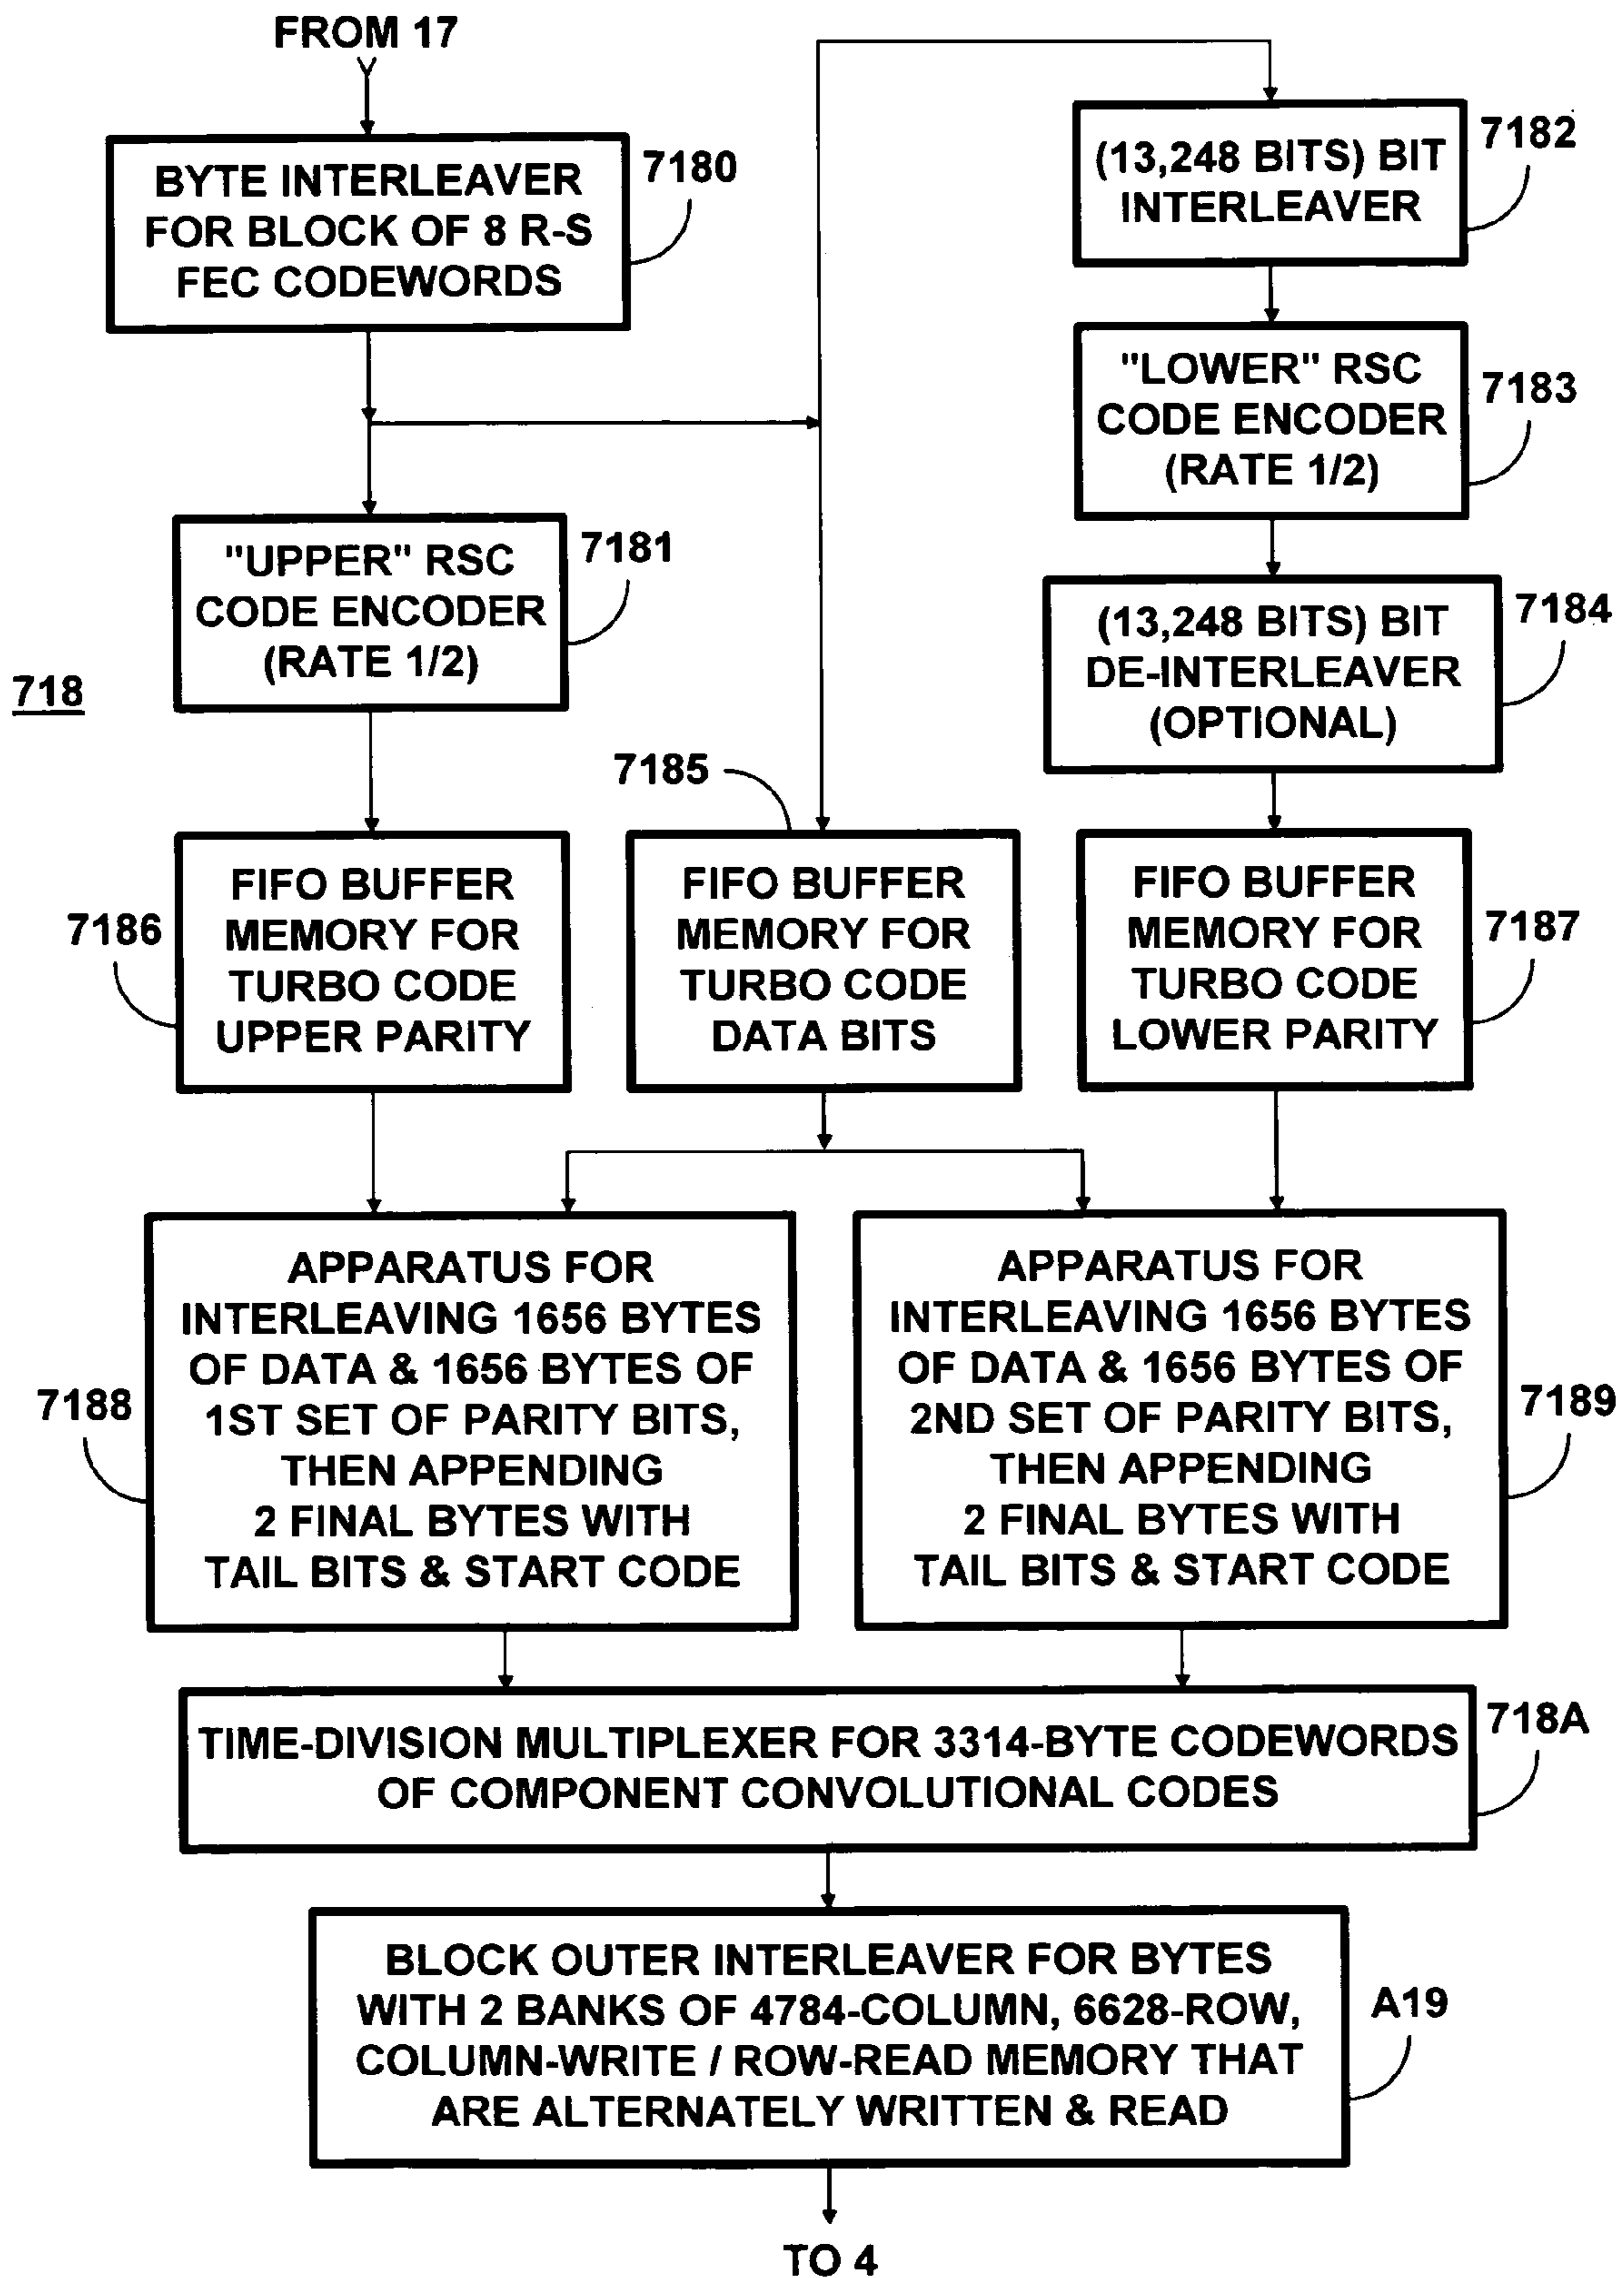 FROM 17
BYTE INTERLEAVER
FOR BLOCK OF 8 R-S
FEC CODEWORDS
7180
(13,248 BITS) BIT
INTERLEAVER
7182
"LOWER" RSC
CODE ENCODER
(RATE 1/2)
7183
"UPPER" RSC
CODE ENCODER
(RATE 1/2)
7181
(13,248 BITS) BIT
DE-INTERLEAVER
(OPTIONAL)
7184
718
7185
FIFO BUFFER
MEMORY FOR
TURBO CODE
UPPER PARITY
7186
FIFO BUFFER
MEMORY FOR
TURBO CODE
DATA BITS
FIFO BUFFER
MEMORY FOR
TURBO CODE
LOWER PARITY
7187
APPARATUS FOR
INTERLEAVING 1656 BYTES
OF DATA & 1656 BYTES OF
1ST SET OF PARITY BITS,
THEN APPENDING
2 FINAL BYTES WITH
TAIL BITS & START CODE
7188
APPARATUS FOR
INTERLEAVING 1656 BYTES
OF DATA & 1656 BYTES OF
2ND SET OF PARITY BITS,
THEN APPENDING
2 FINAL BYTES WITH
TAIL BITS & START CODE
7189
TIME-DIVISION MULTIPLEXER FOR 3314-BYTE CODEWORDS
OF COMPONENT CONVOLUTIONAL CODES
718A
BLOCK OUTER INTERLEAVER FOR BYTES
WITH 2 BANKS OF 4784-COLUMN, 6628-ROW,
COLUMN-WRITE / ROW-READ MEMORY THAT
ARE ALTERNATELY WRITTEN & READ
A19
TO 4